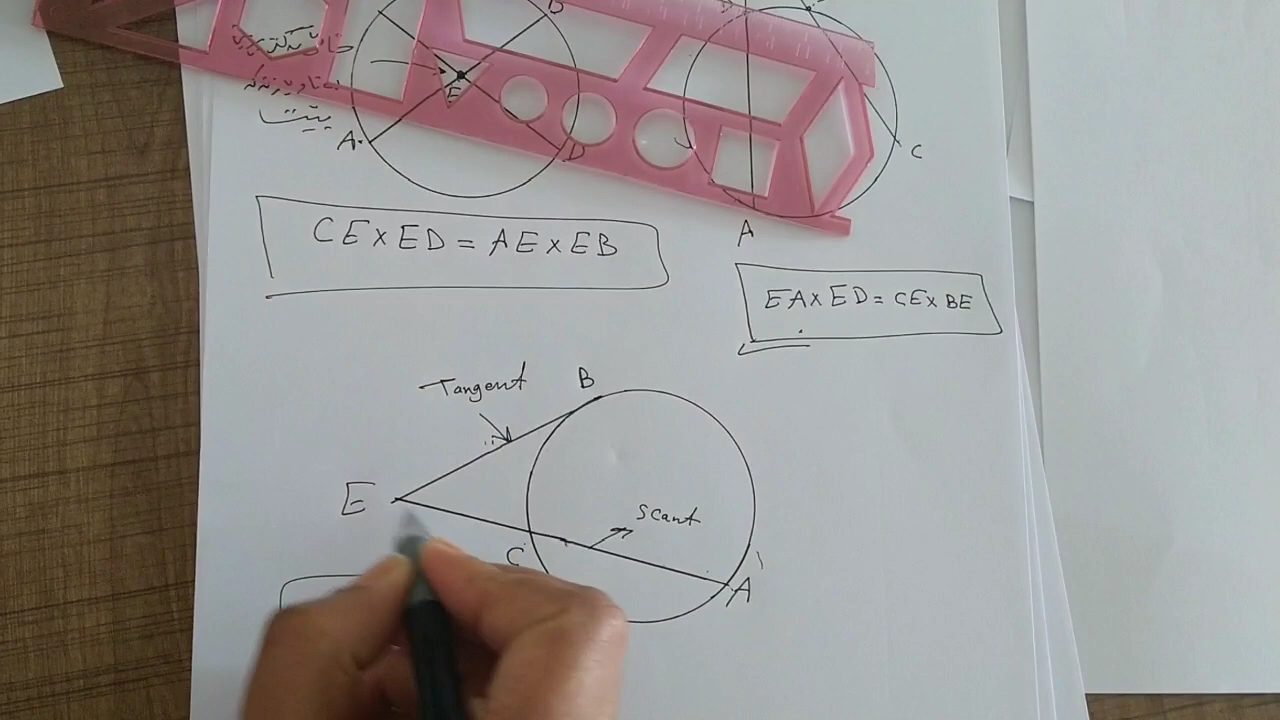 B
E
A
D
C
A
CE×ED = AE×EB
EA×ED = CE×BE
Tangent
B
E
Scant
C
A